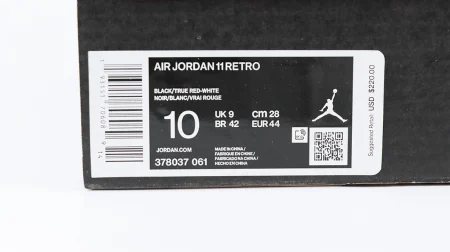 AIR JORDAN 11 RETRO
BLACK/TRUE RED-WHITE
NOIR/BLANC/VRAI ROUGE
10
UK 9
cm 28
BR 42
EUR 44
JORDAN.COM
378037 061
MADE IN CHINA/
FABRIQUE EN CHINE/
FABRICADO NA CHINA/
HECHO EN CHINA
Suggested Retail: USD $220.00